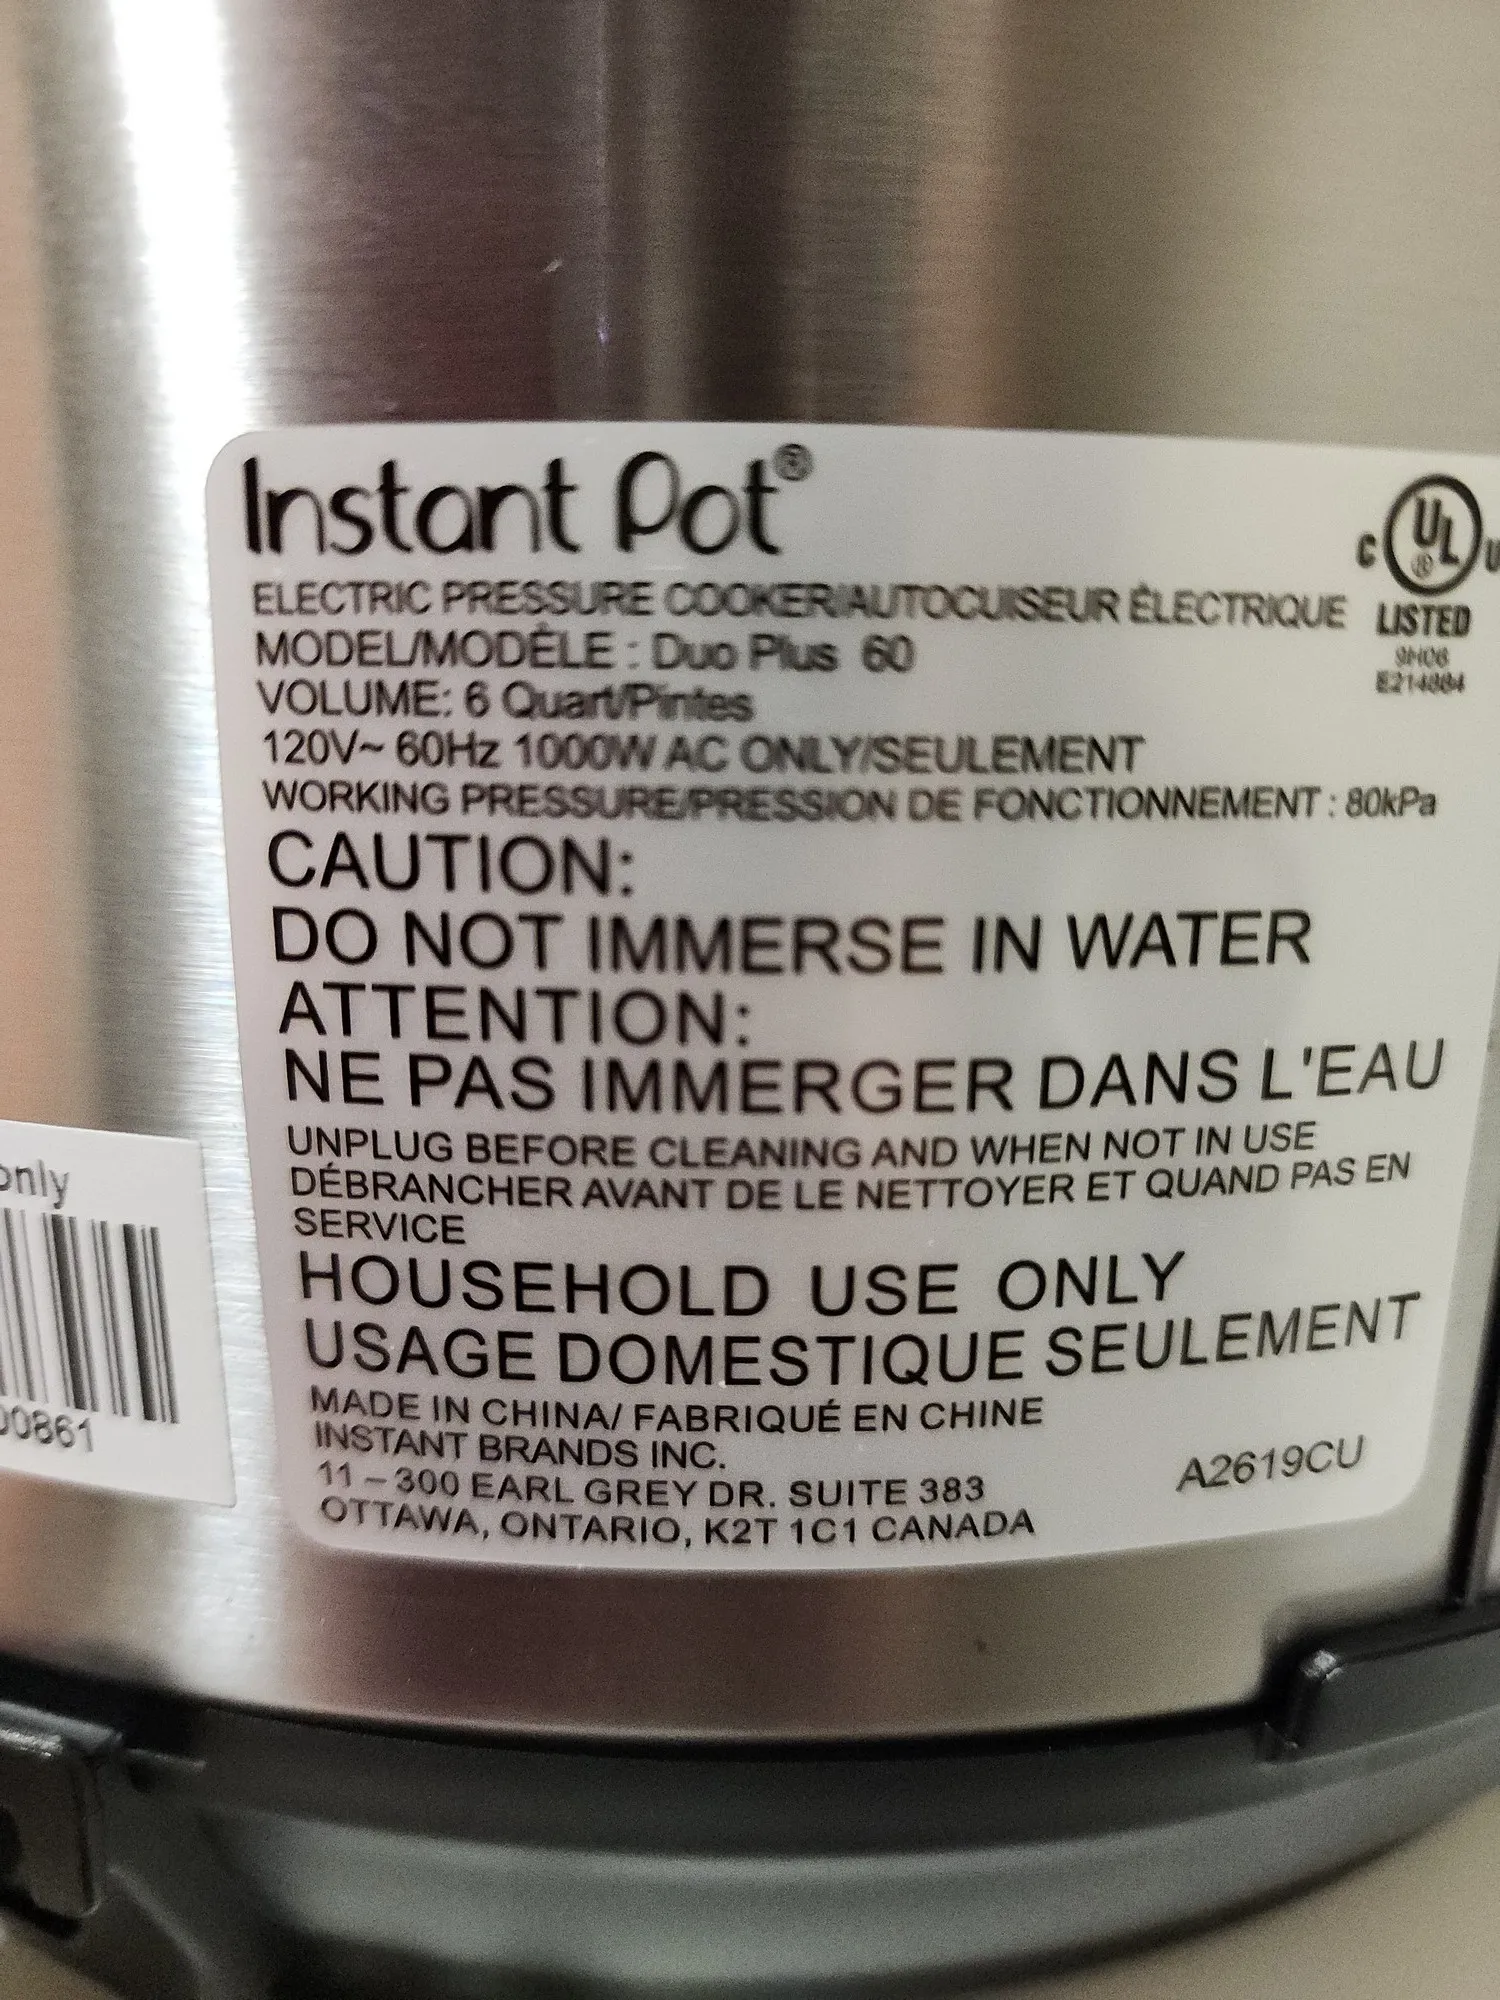 Instant Pot®
ELECTRIC PRESSURE COOKER/AUTOCUISEUR ÉLECTRIQUE
MODEL/MODÈLE : Duo Plus 60
VOLUME: 6 Quart/Pintes
120V~ 60Hz 1000W AC ONLY/SEULEMENT
WORKING PRESSURE/PRESSION DE FONCTIONNEMENT : 80kPa
C UL® U
LISTED
9H06
E214884
CAUTION:
DO NOT IMMERSE IN WATER
ATTENTION:
NE PAS IMMERGER DANS L'EAU
UNPLUG BEFORE CLEANING AND WHEN NOT IN USE
DÉBRANCHER AVANT DE LE NETTOYER ET QUAND PAS EN
SERVICE
HOUSEHOLD USE ONLY
USAGE DOMESTIQUE SEULEMENT
MADE IN CHINA/ FABRIQUÉ EN CHINE
INSTANT BRANDS INC.
11 – 300 EARL GREY DR. SUITE 383
OTTAWA, ONTARIO, K2T 1C1 CANADA
A2619CU
only
00861